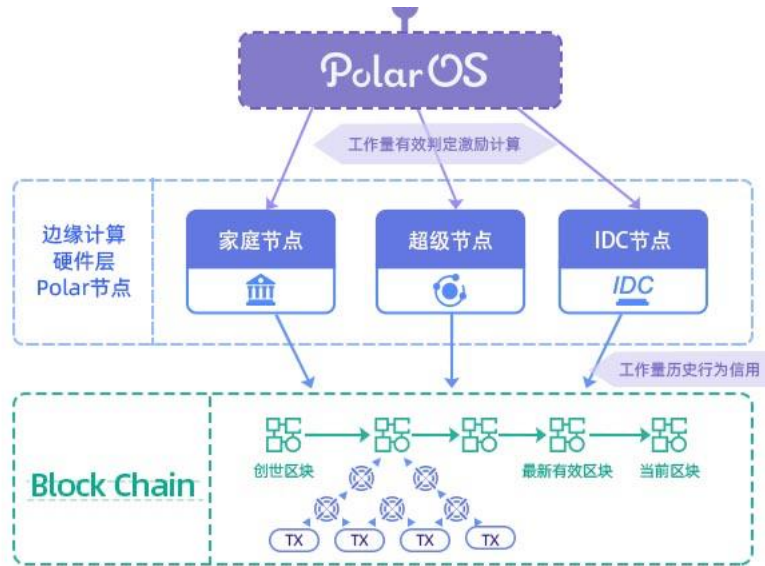 Polar OS
工作量有效判定激励计算
边缘计算
硬件层
Polar节点
家庭节点
超级节点
IDC节点
IDC
工作量历史行为信用
Block Chain
创世区块
最新有效区块
当前区块
TX
TX
TX
TX